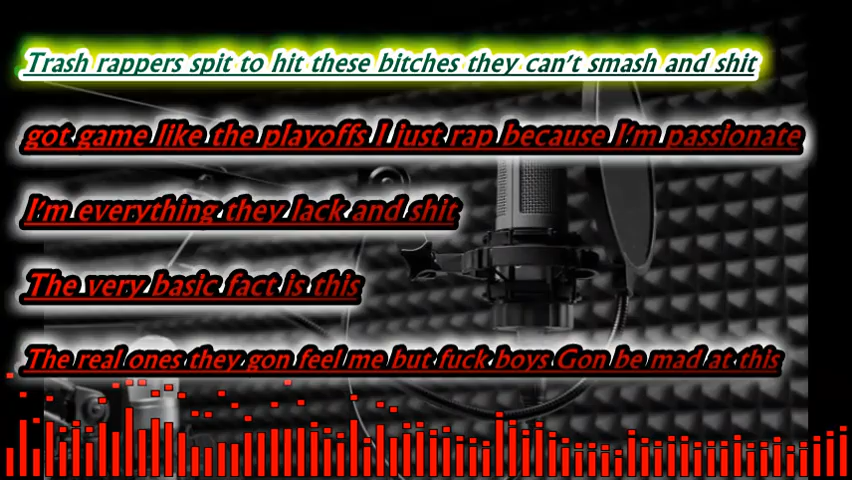 Trash rappers spit to hit these bitches they can't smash and shit
got game like the playoffs I just rap because I'm passionate
I'm everything they lack and shit
The very basic fact is this
The real ones they gon feel me but fuck boys Gon be mad at this